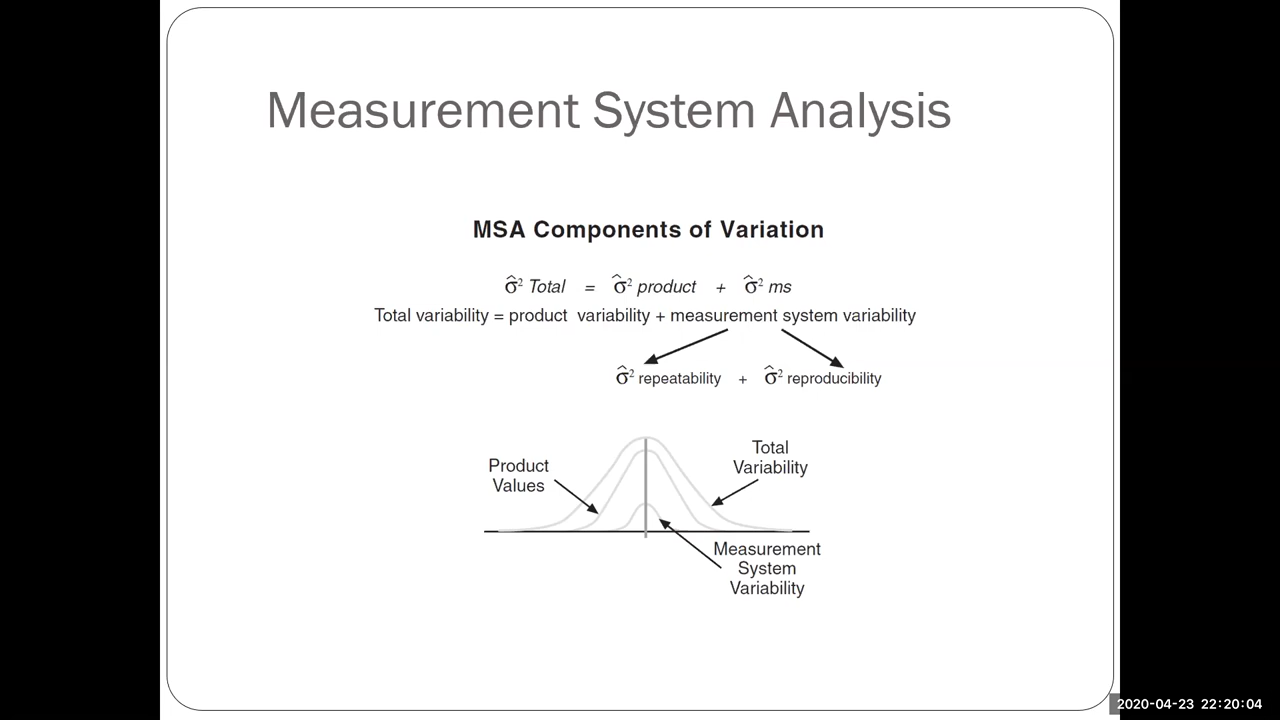 Measurement System Analysis
MSA Components of Variation
σ̂² Total = σ̂² product + σ̂² ms
Total variability = product variability + measurement system variability
σ̂² repeatability + σ̂² reproducibility
Product
Values
Total
Variability
Measurement
System
Variability
2020-04-23 22:20:04